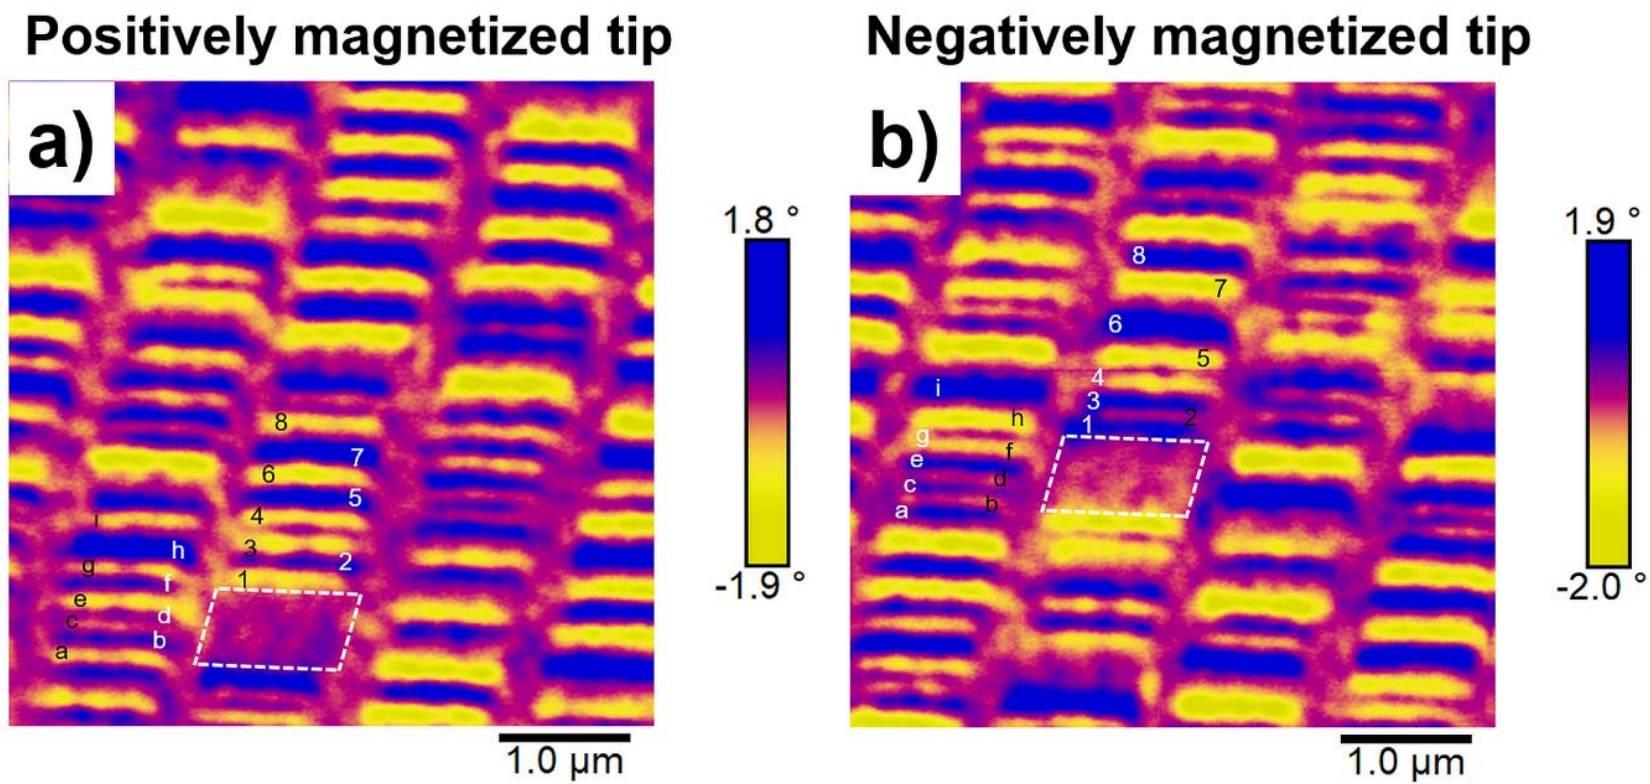 Positively magnetized tip
Negatively magnetized tip
a)
b)
1.8 °
-1.9 °
1.9 °
-2.0 °
8
7
6
5
4
3
2
1
i
h
g
f
e
d
c
b
a
8
7
6
5
4
3
2
1
i
h
g
f
e
d
c
b
a
1.0 µm
1.0 µm